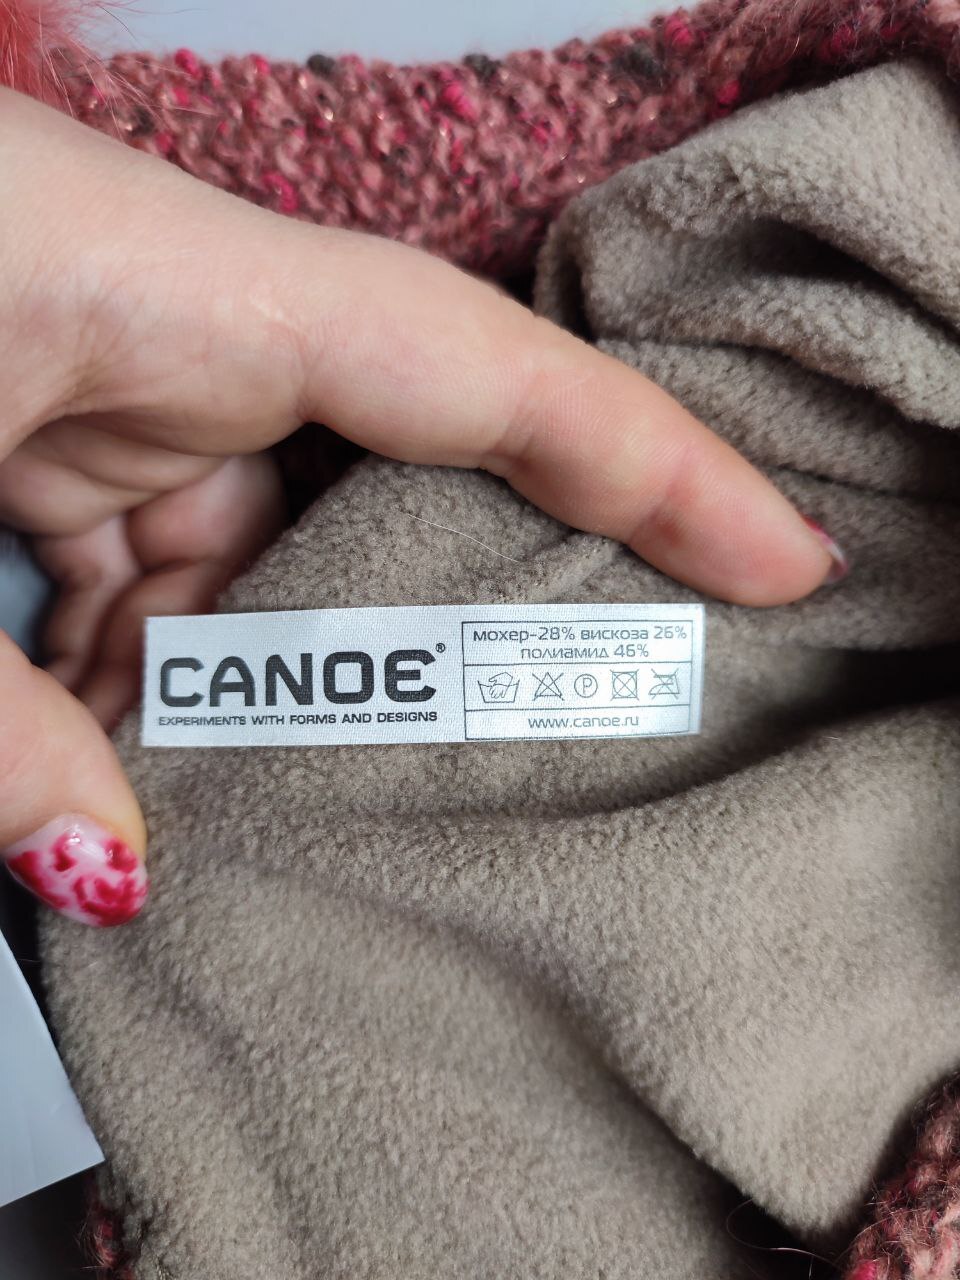 CANOE®
EXPERIMENTS WITH FORMS AND DESIGNS
мохер-28% вискоза 26%
полиамид 46%
P
www.canoe.ru